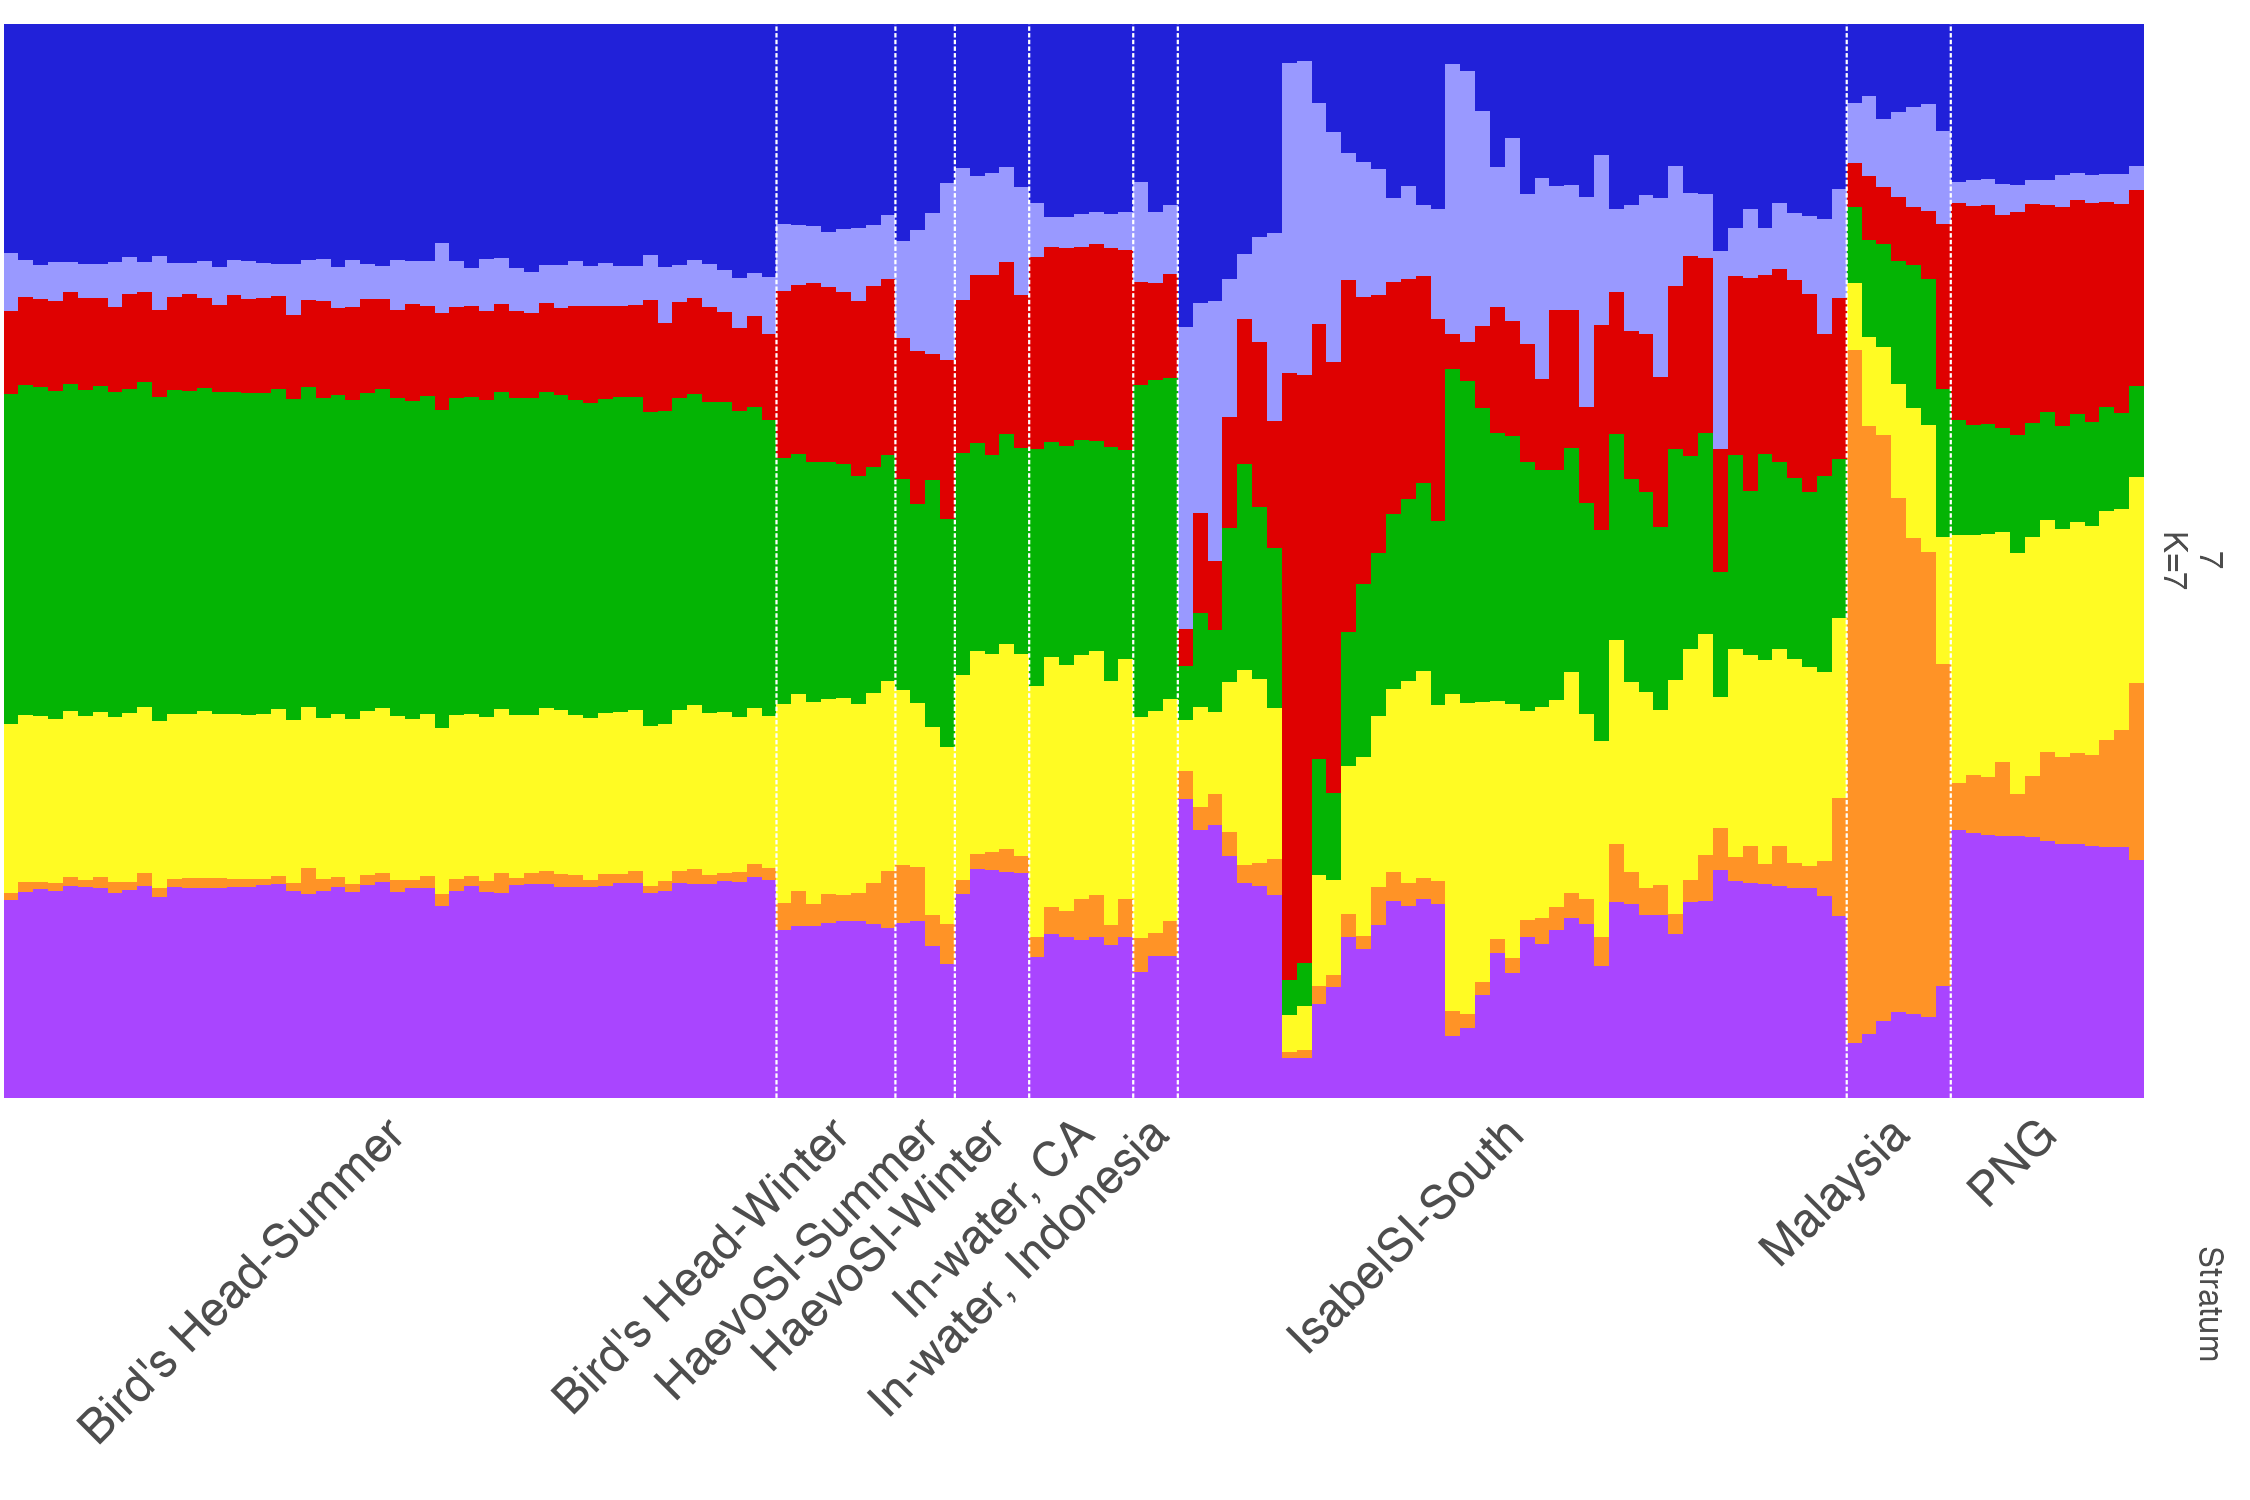 7
K=7
Bird's Head-Summer
Bird's Head-Winter
HaevoSI-Summer
HaevoSI-Winter
In-water, CA
In-water, Indonesia
IsabelSI-South
Malaysia
PNG
Stratum